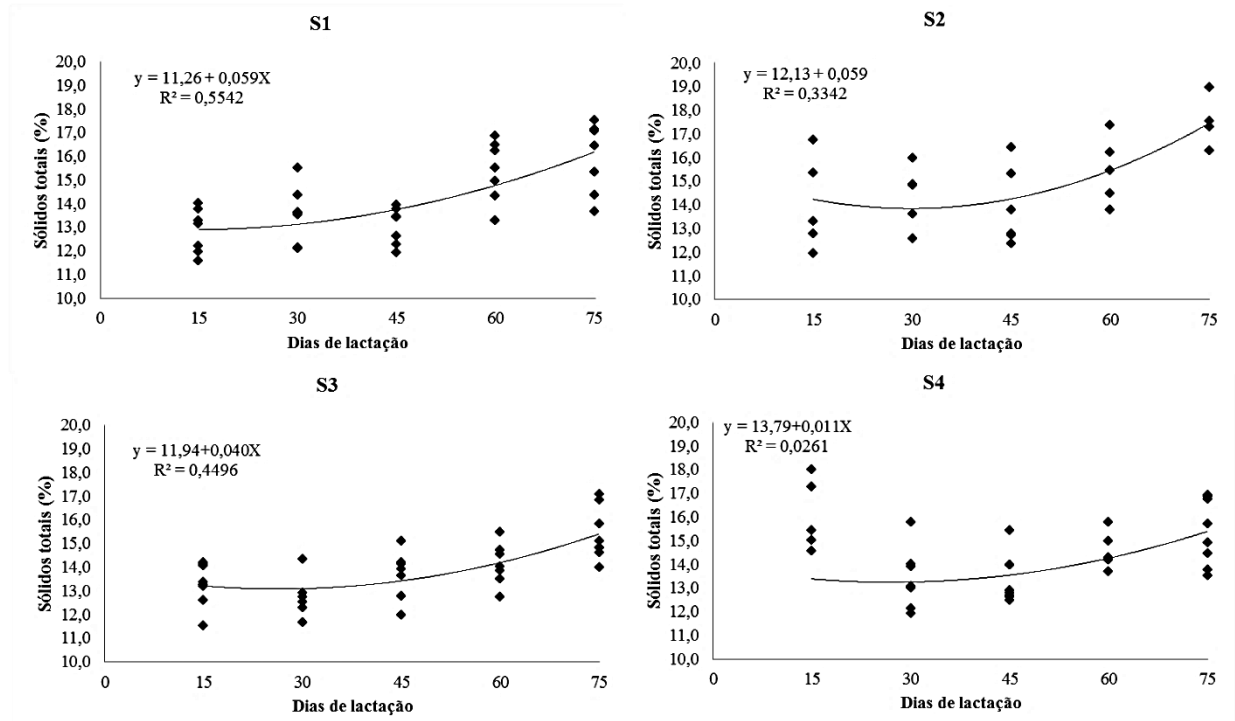 S1
y = 11,26 + 0,059X
R² = 0,5542
Sólidos totais (%)
20,0
19,0
18,0
17,0
16,0
15,0
14,0
13,0
12,0
11,0
10,0
0 15 30 45 60 75
Dias de lactação
S2
y = 12,13 + 0,059
R² = 0,3342
Sólidos totais (%)
20,0
19,0
18,0
17,0
16,0
15,0
14,0
13,0
12,0
11,0
10,0
0 15 30 45 60 75
Dias de lactação
S3
y = 11,94+0,040X
R² = 0,4496
Sólidos totais (%)
20,0
19,0
18,0
17,0
16,0
15,0
14,0
13,0
12,0
11,0
10,0
0 15 30 45 60 75
Dias de lactação
S4
y = 13,79+0,011X
R² = 0,0261
Sólidos totais (%)
20,0
19,0
18,0
17,0
16,0
15,0
14,0
13,0
12,0
11,0
10,0
0 15 30 45 60 75
Dias de lactação